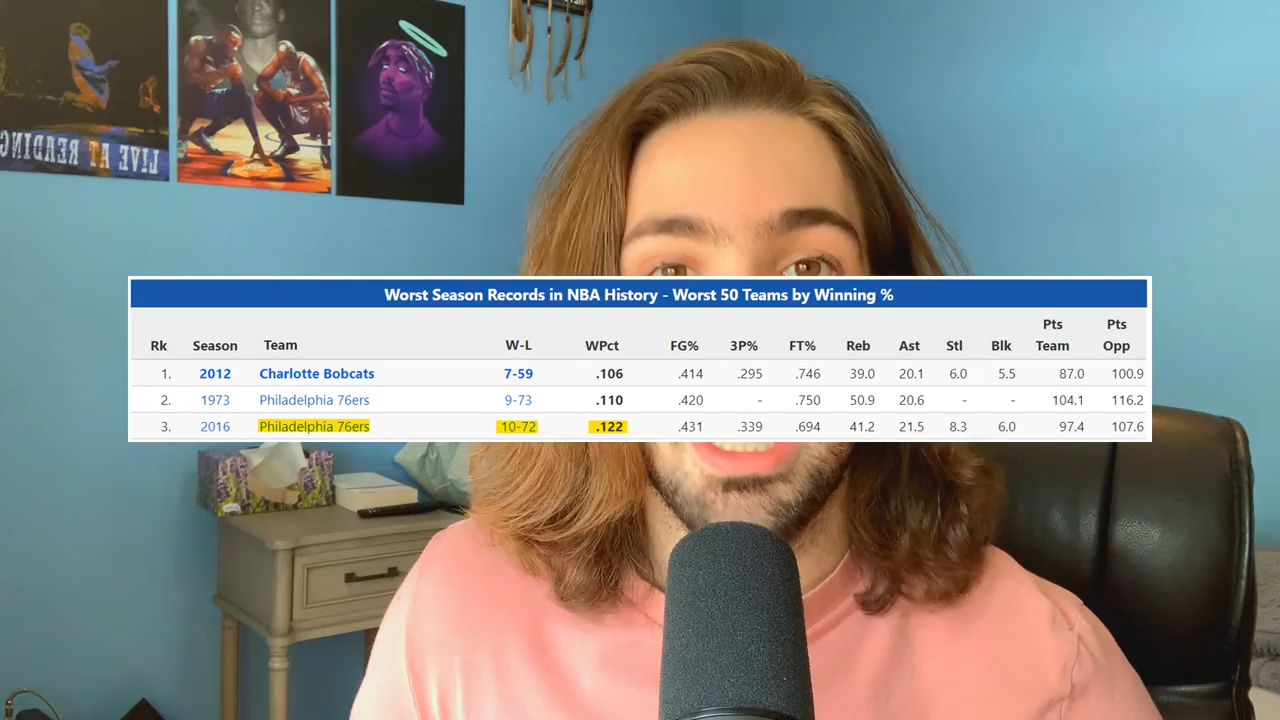 LIVE AT READING
Worst Season Records in NBA History - Worst 50 Teams by Winning %
Rk Season Team W-L WPct FG% 3P% FT% Reb Ast Stl Blk Pts Team Pts Opp
1. 2012 Charlotte Bobcats 7-59 .106 .414 .295 .746 39.0 20.1 6.0 5.5 87.0 100.9
2. 1973 Philadelphia 76ers 9-73 .110 .420 - .750 50.9 20.6 - - 104.1 116.2
3. 2016 Philadelphia 76ers 10-72 .122 .431 .339 .694 41.2 21.5 8.3 6.0 97.4 107.6